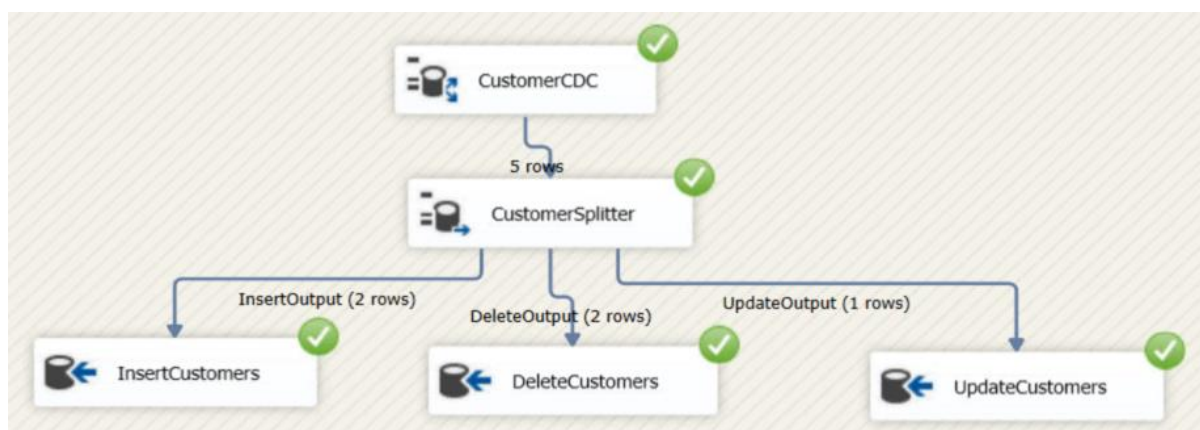 CustomerCDC
5 rows
CustomerSplitter
InsertOutput (2 rows)
DeleteOutput (2 rows)
UpdateOutput (1 rows)
InsertCustomers
DeleteCustomers
UpdateCustomers